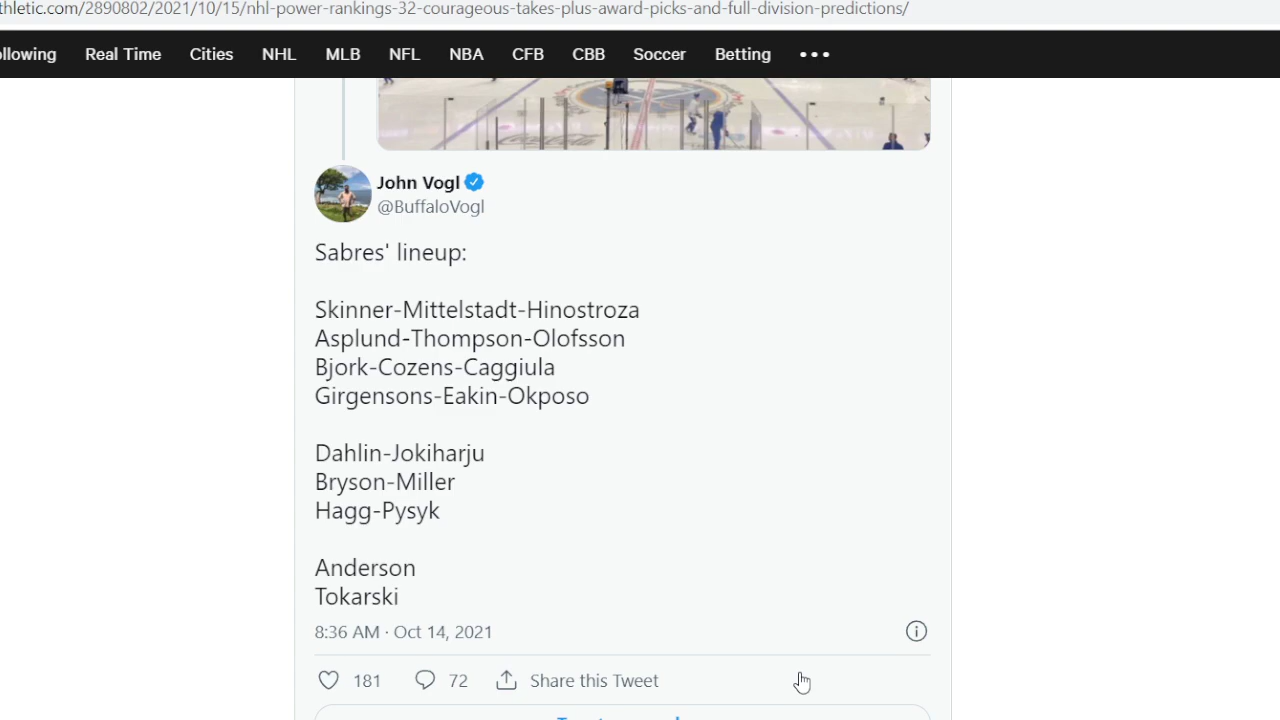 thletic.com/2890802/2021/10/15/nhl-power-rankings-32-courageous-takes-plus-award-picks-and-full-division-predictions/
ollowing Real Time Cities NHL MLB NFL NBA CFB CBB Soccer Betting
John Vogl
@BuffaloVogl
Sabres' lineup:
Skinner-Mittelstadt-Hinostroza
Asplund-Thompson-Olofsson
Bjork-Cozens-Caggiula
Girgensons-Eakin-Okposo
Dahlin-Jokiharju
Bryson-Miller
Hagg-Pysyk
Anderson
Tokarski
8:36 AM · Oct 14, 2021
181 72 Share this Tweet